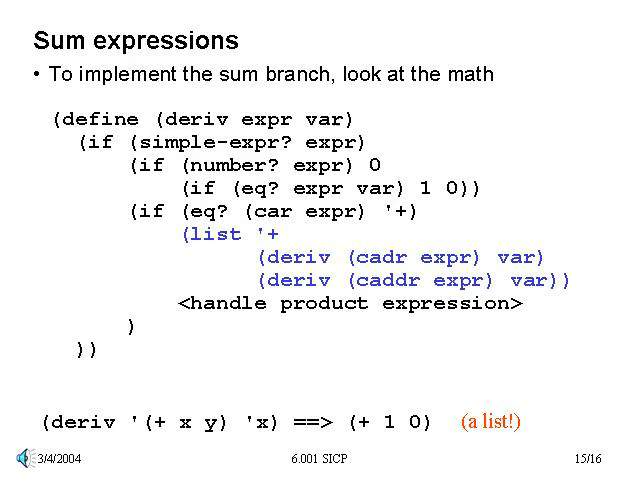 Sum expressions
• To implement the sum branch, look at the math
(define (deriv expr var)
(if (simple-expr? expr)
(if (number? expr) 0
(if (eq? expr var) 1 0))
(if (eq? (car expr) '+)
(list '+
(deriv (cadr expr) var)
(deriv (caddr expr) var))
<handle product expression>
)
))
(deriv '(+ x y) 'x) ==> (+ 1 0) (a list!)
3/4/2004 6.001 SICP 15/16